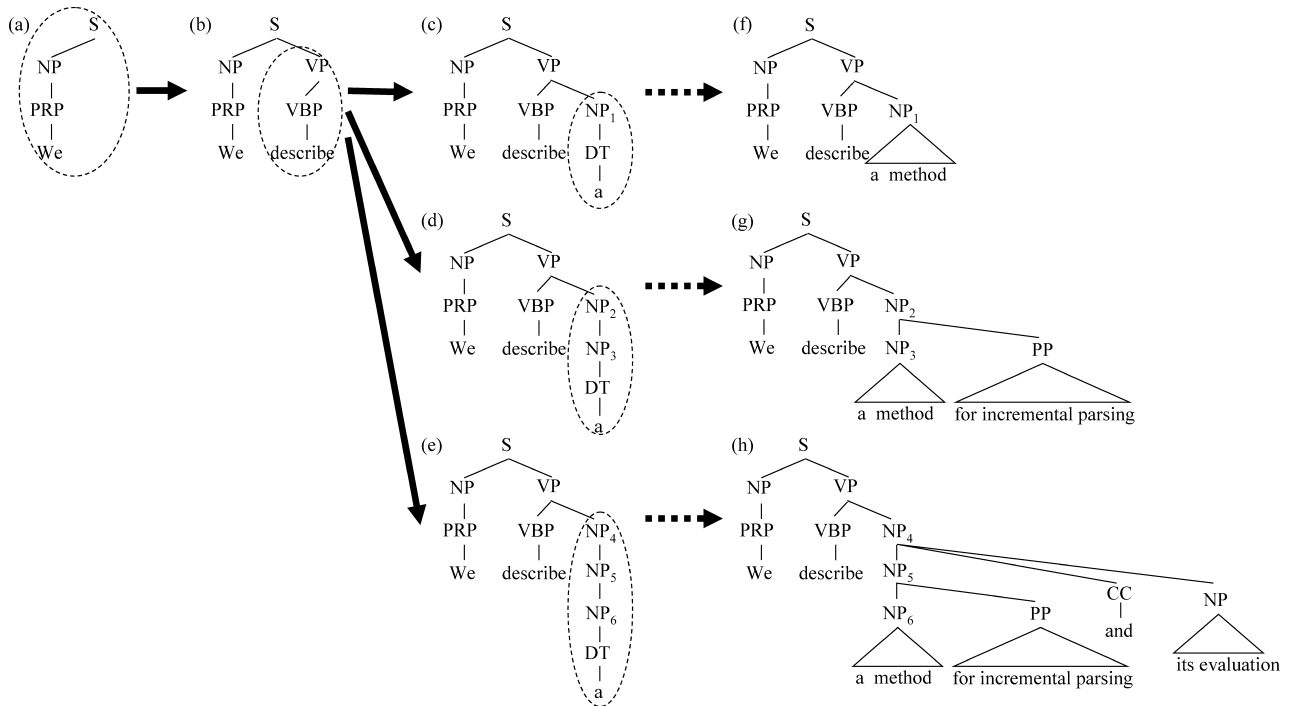 (a) S (b) S (c) S (f) S
NP NP VP NP VP NP VP
PRP PRP VBP PRP VBP NP1 PRP VBP NP1
We We describe We describe DT We describe a method
a
(d) S (g) S
NP VP NP VP
PRP VBP NP2 PRP VBP NP2
We describe NP3 We describe NP3 PP
DT
a a method for incremental parsing
(e) S (h) S
NP VP NP VP
PRP VBP NP4 PRP VBP NP4
We describe NP5 We describe NP5 CC NP
NP6 NP6 PP and
DT its evaluation
a a method for incremental parsing